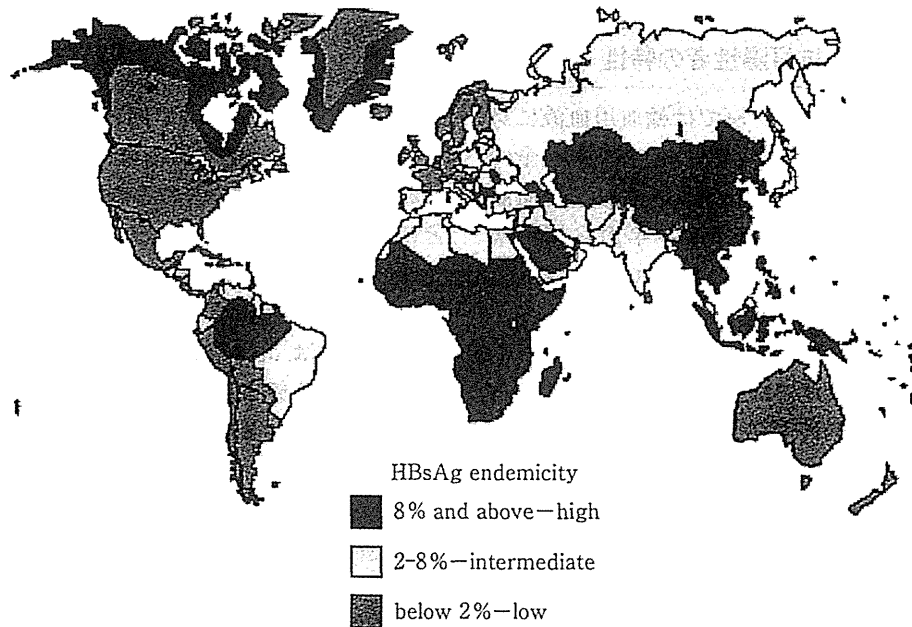 HBsAg endemicity
8% and above—high
2-8%—intermediate
below 2%—low